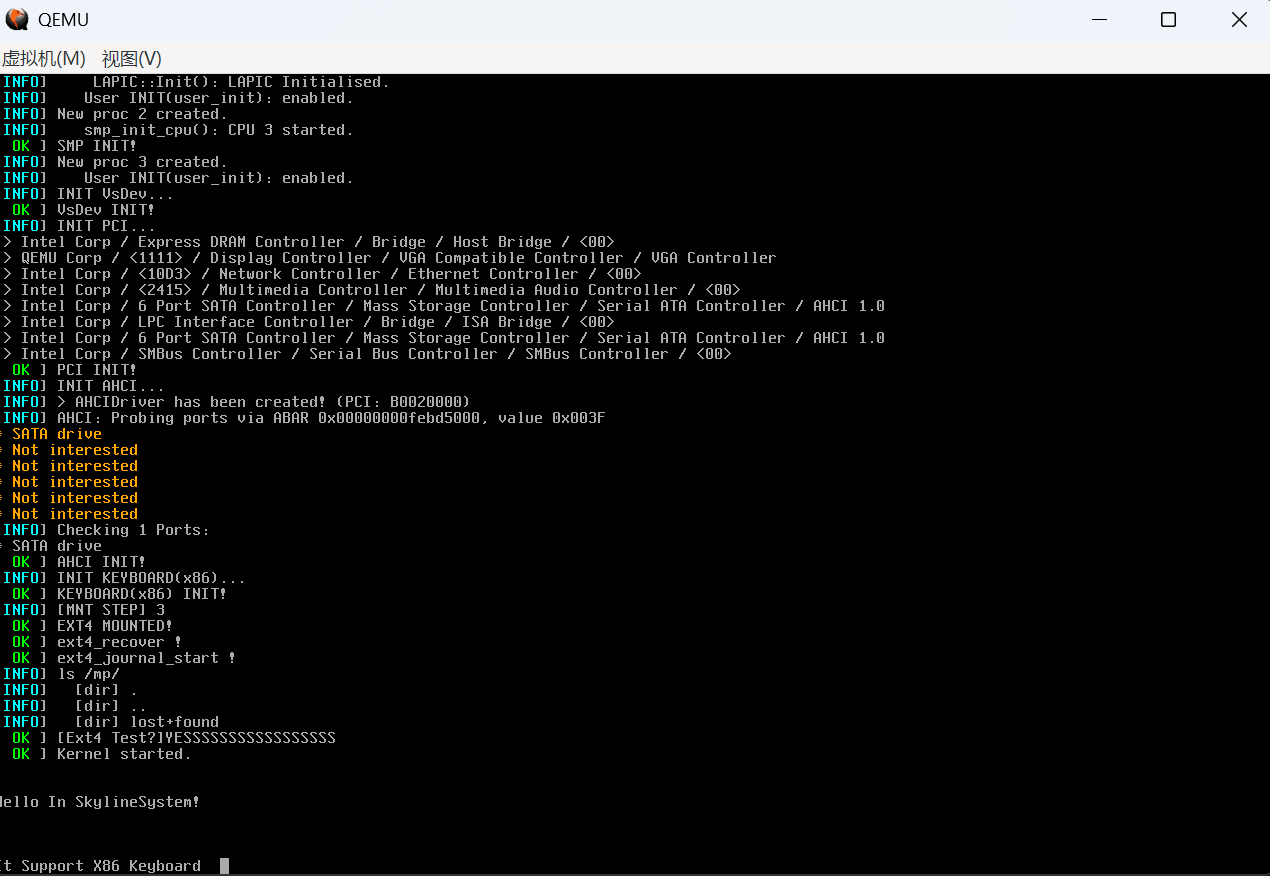 QEMU
虚拟机(M) 视图(V)
INFO] LAPIC::Init(): LAPIC Initialised.
INFO] User INIT(user_init): enabled.
INFO] New proc 2 created.
INFO] smp_init_cpu(): CPU 3 started.
OK ] SMP INIT!
INFO] New proc 3 created.
INFO] User INIT(user_init): enabled.
INFO] INIT VsDev...
OK ] VsDev INIT!
INFO] INIT PCI...
> Intel Corp / Express DRAM Controller / Bridge / Host Bridge / <00>
> QEMU Corp / <1111> / Display Controller / VGA Compatible Controller / VGA Controller
> Intel Corp / <10D3> / Network Controller / Ethernet Controller / <00>
> Intel Corp / <2415> / Multimedia Controller / Multimedia Audio Controller / <00>
> Intel Corp / 6 Port SATA Controller / Mass Storage Controller / Serial ATA Controller / AHCI 1.0
> Intel Corp / LPC Interface Controller / Bridge / ISA Bridge / <00>
> Intel Corp / 6 Port SATA Controller / Mass Storage Controller / Serial ATA Controller / AHCI 1.0
> Intel Corp / SMBus Controller / Serial Bus Controller / SMBus Controller / <00>
OK ] PCI INIT!
INFO] INIT AHCI...
INFO] > AHCIDriver has been created! (PCI: B0020000)
INFO] AHCI: Probing ports via ABAR 0x00000000febd5000, value 0x003F
SATA drive
Not interested
Not interested
Not interested
Not interested
Not interested
INFO] Checking 1 Ports:
SATA drive
OK ] AHCI INIT!
INFO] INIT KEYBOARD(x86)...
OK ] KEYBOARD(x86) INIT!
INFO] [MNT STEP] 3
OK ] EXT4 MOUNTED!
OK ] ext4_recover !
OK ] ext4_journal_start !
INFO] ls /mp/
INFO] [dir] .
INFO] [dir] ..
INFO] [dir] lost+found
OK ] [Ext4 Test?]YESSSSSSSSSSSSSSSSS
OK ] Kernel started.
ello In SkylineSystem!
t Support X86 Keyboard